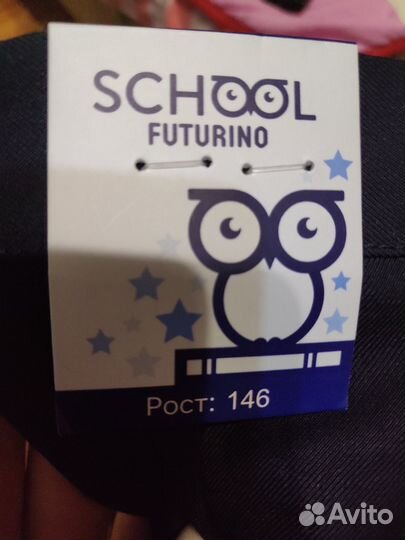 SCHOOL
FUTURINO
Рост: 146
Avito